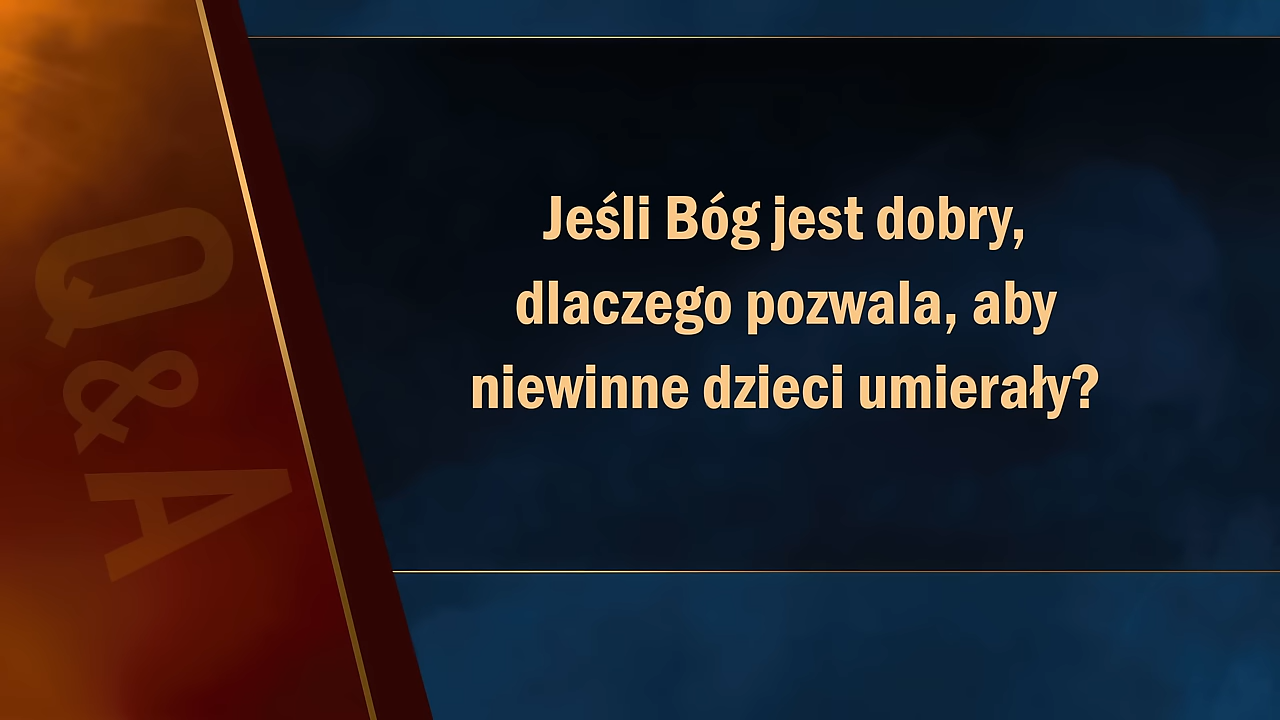 Q & A
Jeśli Bóg jest dobry,
dlaczego pozwala, aby
niewinne dzieci umierały?